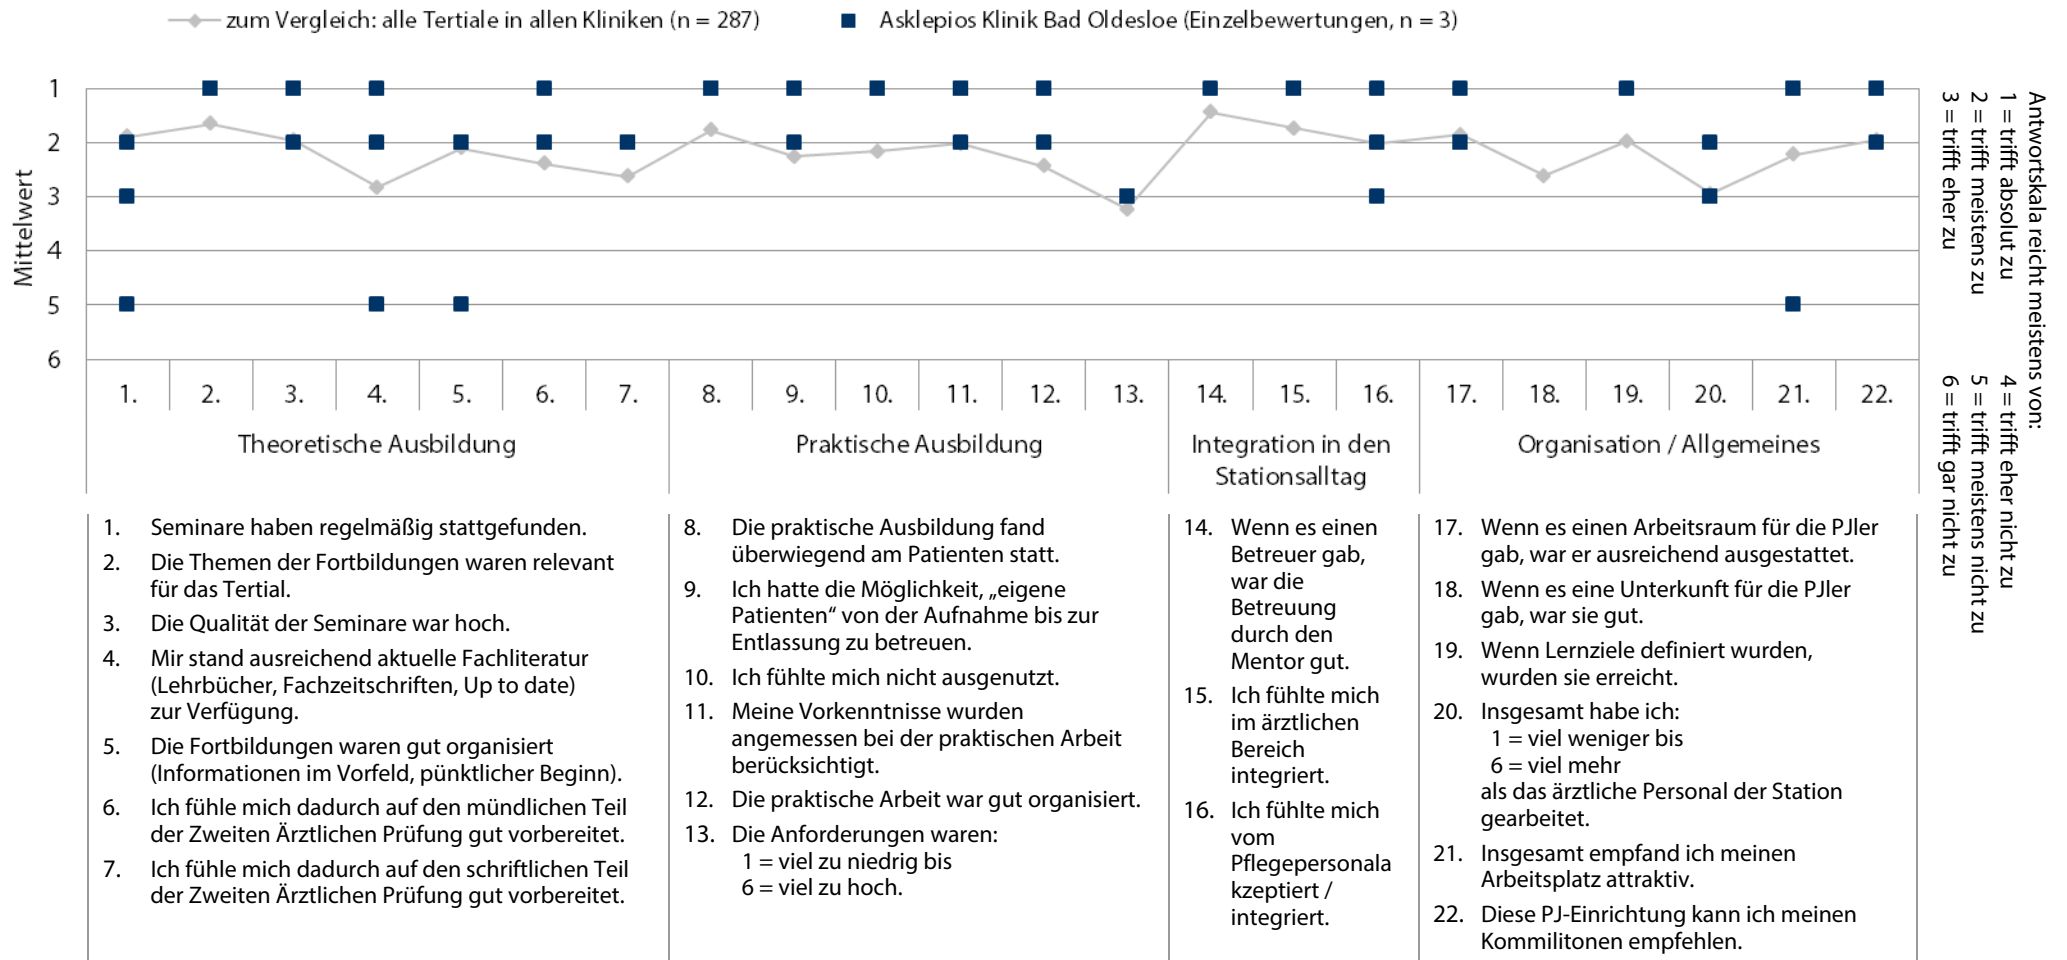 zum Vergleich: alle Tertiale in allen Kliniken (n = 287)
Asklepios Klinik Bad Oldesloe (Einzelbewertungen, n = 3)
Mittelwert
1
2
3
4
5
6
1. 2. 3. 4. 5. 6. 7. 8. 9. 10. 11. 12. 13. 14. 15. 16. 17. 18. 19. 20. 21. 22.
Theoretische Ausbildung
Praktische Ausbildung
Integration in den
Stationsalltag
Organisation / Allgemeines
Antwortskala reicht meistens von:
1 = trifft absolut zu
2 = trifft meistens zu
3 = trifft eher zu
4 = trifft eher nicht zu
5 = trifft meistens nicht zu
6 = trifft gar nicht zu
1. Seminare haben regelmäßig stattgefunden.
2. Die Themen der Fortbildungen waren relevant
für das Tertial.
3. Die Qualität der Seminare war hoch.
4. Mir stand ausreichend aktuelle Fachliteratur
(Lehrbücher, Fachzeitschriften, Up to date)
zur Verfügung.
5. Die Fortbildungen waren gut organisiert
(Informationen im Vorfeld, pünktlicher Beginn).
6. Ich fühle mich dadurch auf den mündlichen Teil
der Zweiten Ärztlichen Prüfung gut vorbereitet.
7. Ich fühle mich dadurch auf den schriftlichen Teil
der Zweiten Ärztlichen Prüfung gut vorbereitet.
8. Die praktische Ausbildung fand
überwiegend am Patienten statt.
9. Ich hatte die Möglichkeit, „eigene
Patienten“ von der Aufnahme bis zur
Entlassung zu betreuen.
10. Ich fühlte mich nicht ausgenutzt.
11. Meine Vorkenntnisse wurden
angemessen bei der praktischen Arbeit
berücksichtigt.
12. Die praktische Arbeit war gut organisiert.
13. Die Anforderungen waren:
1 = viel zu niedrig bis
6 = viel zu hoch.
14. Wenn es einen
Betreuer gab,
war die
Betreuung
durch den
Mentor gut.
15. Ich fühlte mich
im ärztlichen
Bereich
integriert.
16. Ich fühlte mich
vom
Pflegepersonala
kzeptiert /
integriert.
17. Wenn es einen Arbeitsraum für die PJler
gab, war er ausreichend ausgestattet.
18. Wenn es eine Unterkunft für die PJler
gab, war sie gut.
19. Wenn Lernziele definiert wurden,
wurden sie erreicht.
20. Insgesamt habe ich:
1 = viel weniger bis
6 = viel mehr
als das ärztliche Personal der Station
gearbeitet.
21. Insgesamt empfand ich meinen
Arbeitsplatz attraktiv.
22. Diese PJ-Einrichtung kann ich meinen
Kommilitonen empfehlen.